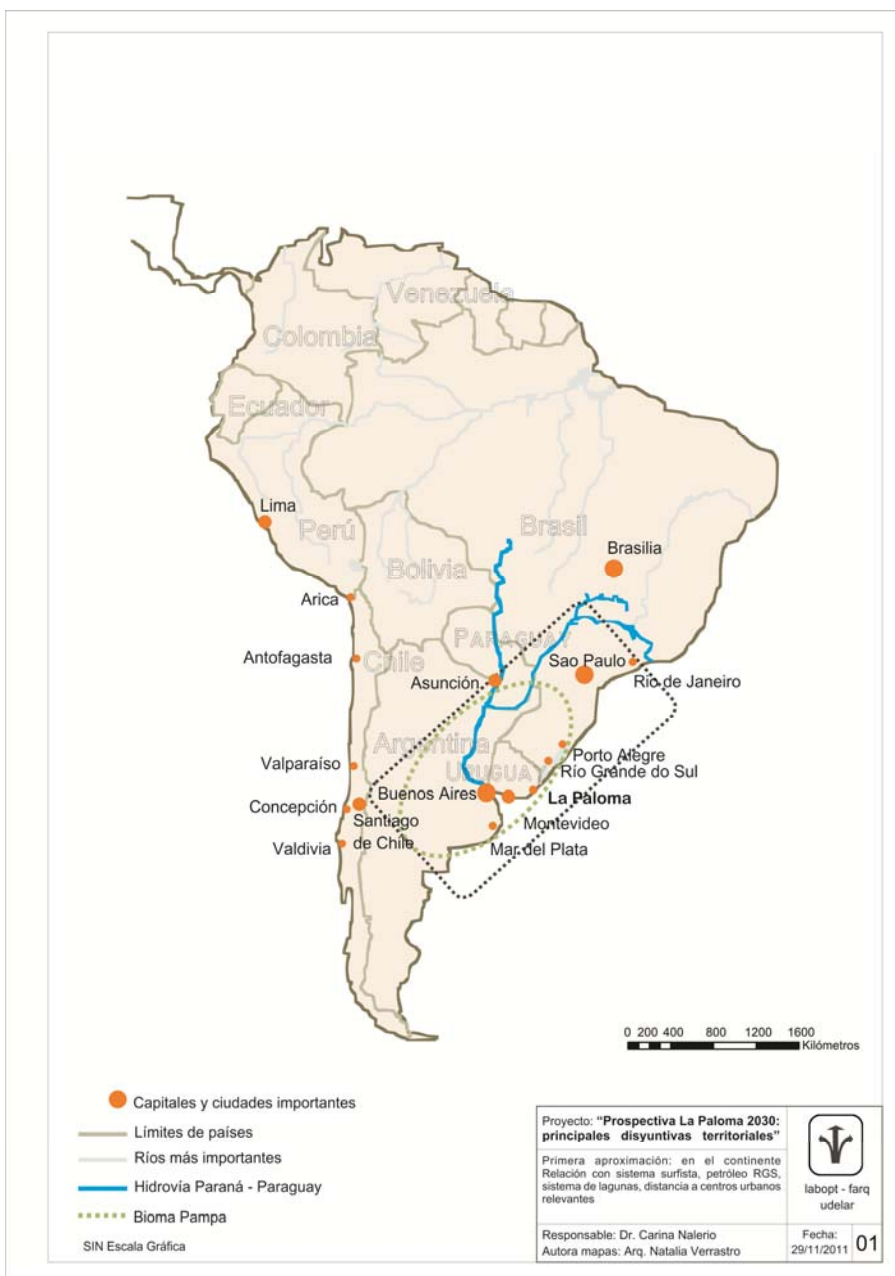 Venezuela
Colombia
Ecuador
Lima
Perú
Brasil
Brasilia
Bolivia
Arica
PARAGUAY
Antofagasta
Chile
Sao Paulo
Asunción
Rio de Janeiro
Argentina
Porto Alegre
Valparaíso
URUGUAY
Río Grande do Sul
Buenos Aires
La Paloma
Concepción
Santiago
de Chile
Montevideo
Valdivia
Mar del Plata
0 200 400 800 1200 1600
Kilómetros
Capitales y ciudades importantes
Límites de países
Ríos más importantes
Hidrovía Paraná - Paraguay
Bioma Pampa
SIN Escala Gráfica
Proyecto: “Prospectiva La Paloma 2030:
principales disyuntivas territoriales”
Primera aproximación: en el continente
Relación con sistema surfista, petróleo RGS,
sistema de lagunas, distancia a centros urbanos
relevantes
labopt - farq
udelar
Responsable: Dr. Carina Nalerio
Autora mapas: Arq. Natalia Verrastro
Fecha:
29/11/2011
01